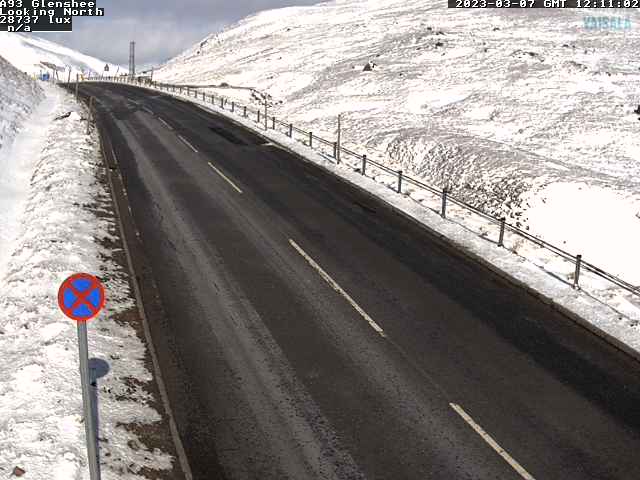 A93 Glenshee
2023-03-07 GMT 12:11:02
Looking North
28737 lux
n/a
VAISALA